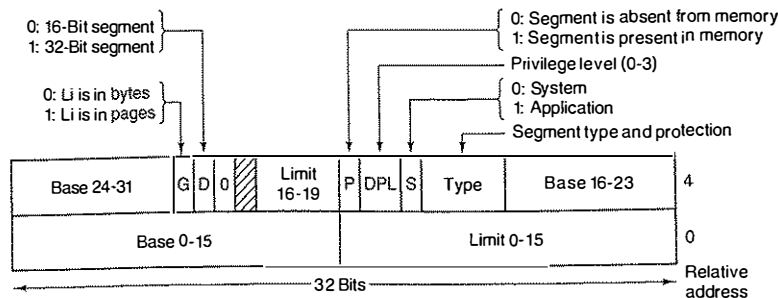 0: 16-Bit segment
1: 32-Bit segment
0: Li is in bytes
1: Li is in pages
0: Segment is absent from memory
1: Segment is present in memory
Privilege level (0-3)
0: System
1: Application
Segment type and protection
Base 24-31
G
D
0
Limit
16-19
P
DPL
S
Type
Base 16-23
4
Base 0-15
Limit 0-15
0
32 Bits
Relative
address